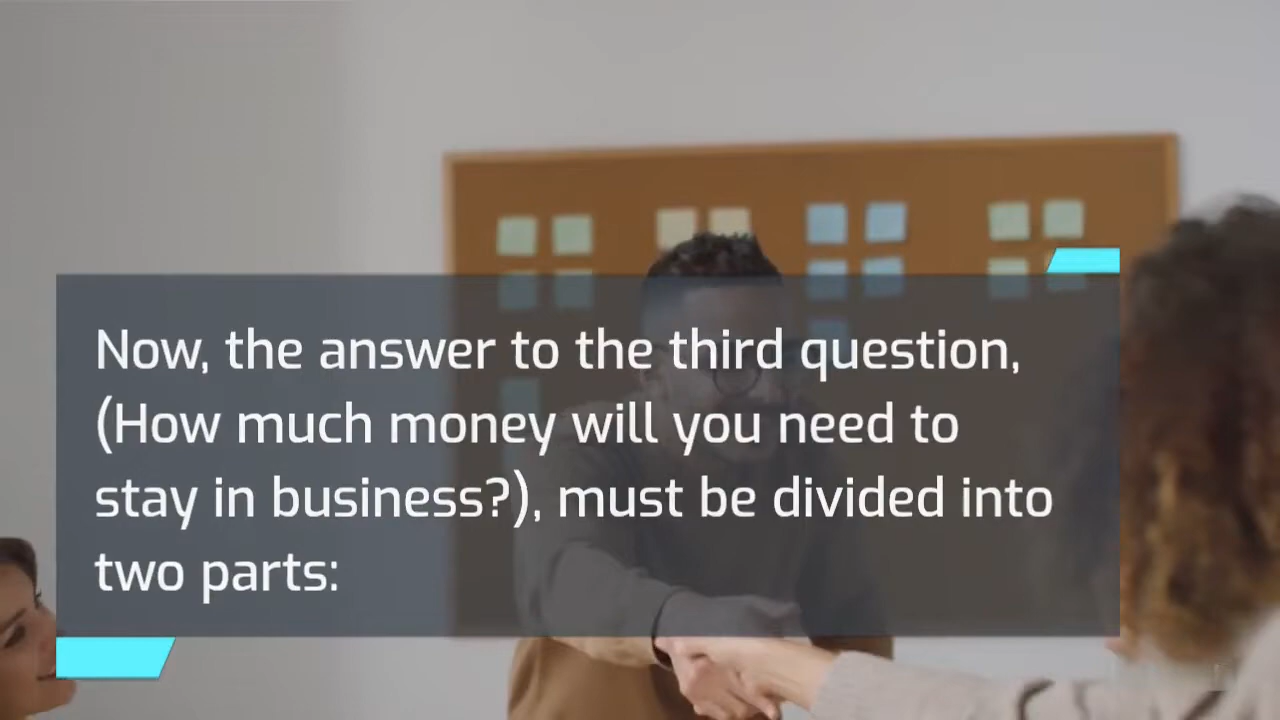 Now, the answer to the third question,
(How much money will you need to
stay in business?), must be divided into
two parts: